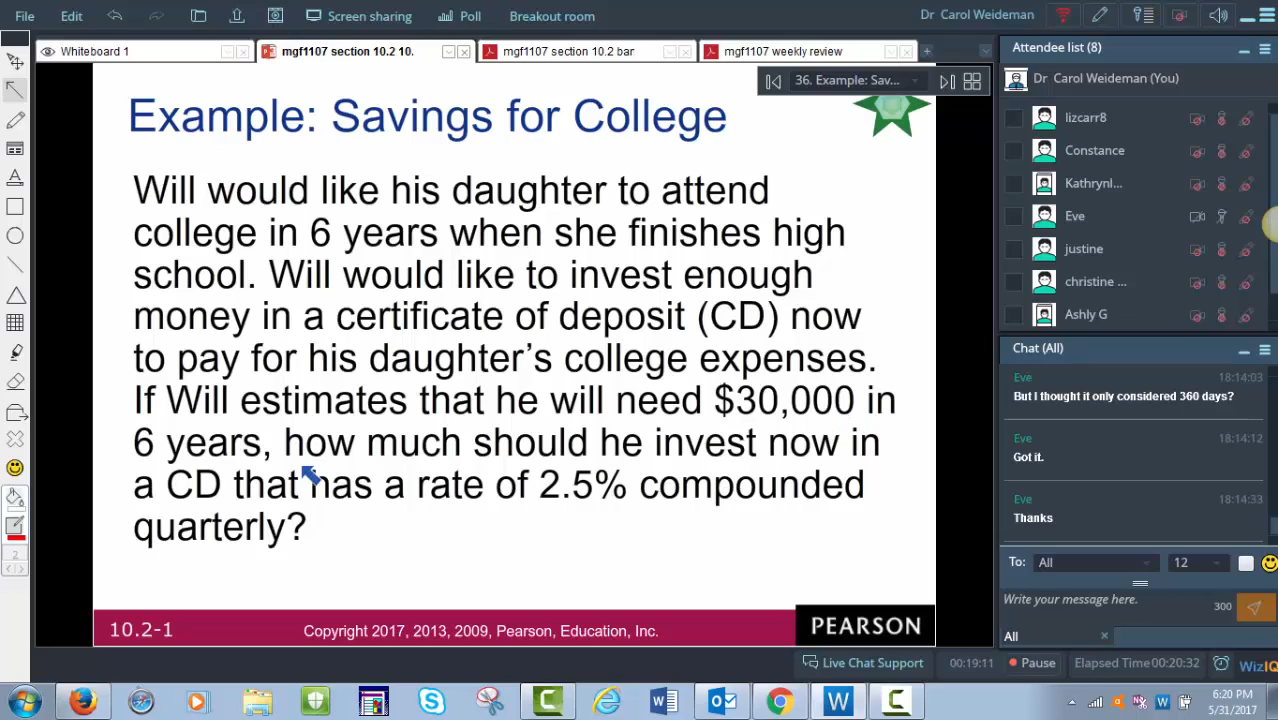 File Edit Screen sharing Poll Breakout room Dr Carol Weideman
Whiteboard 1 mgf1107 section 10.2 10. mgf1107 section 10.2 bar mgf1107 weekly review
36. Example: Sav...
Example: Savings for College
Will would like his daughter to attend
college in 6 years when she finishes high
school. Will would like to invest enough
money in a certificate of deposit (CD) now
to pay for his daughter's college expenses.
If Will estimates that he will need $30,000 in
6 years, how much should he invest now in
a CD that has a rate of 2.5% compounded
quarterly?
10.2-1 Copyright 2017, 2013, 2009, Pearson, Education, Inc. PEARSON
Attendee list (8)
Dr Carol Weideman (You)
lizcarr8
Constance
Kathrynl...
Eve
justine
christine ...
Ashly G
Chat (All)
Eve 18:14:03
But I thought it only considered 360 days?
Eve 18:14:12
Got it.
Eve 18:14:33
Thanks
To: All 12
Write your message here. 300
All
2
Live Chat Support 00:19:11 Pause Elapsed Time 00:20:32 WizIQ
6:20 PM
5/31/2017